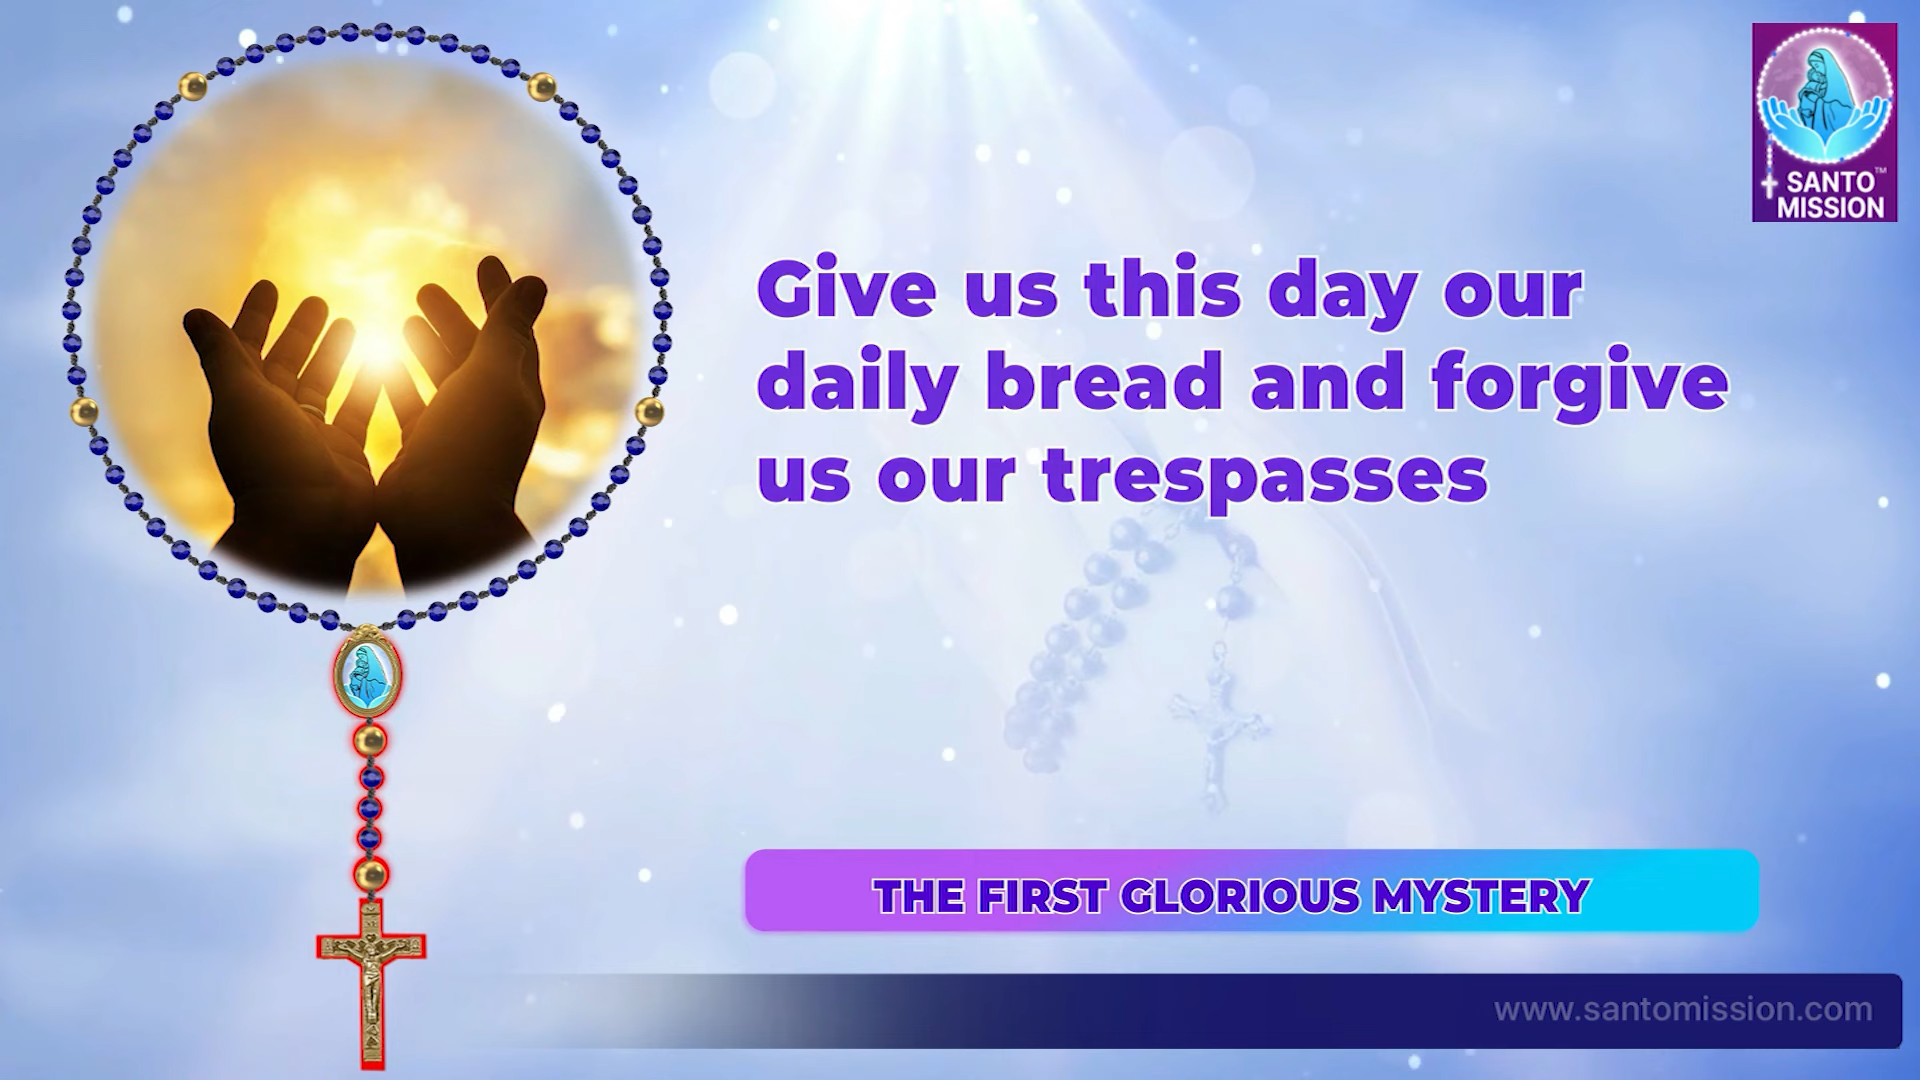 SANTO™
MISSION
Give us this day our
daily bread and forgive
us our trespasses
THE FIRST GLORIOUS MYSTERY
www.santomission.com